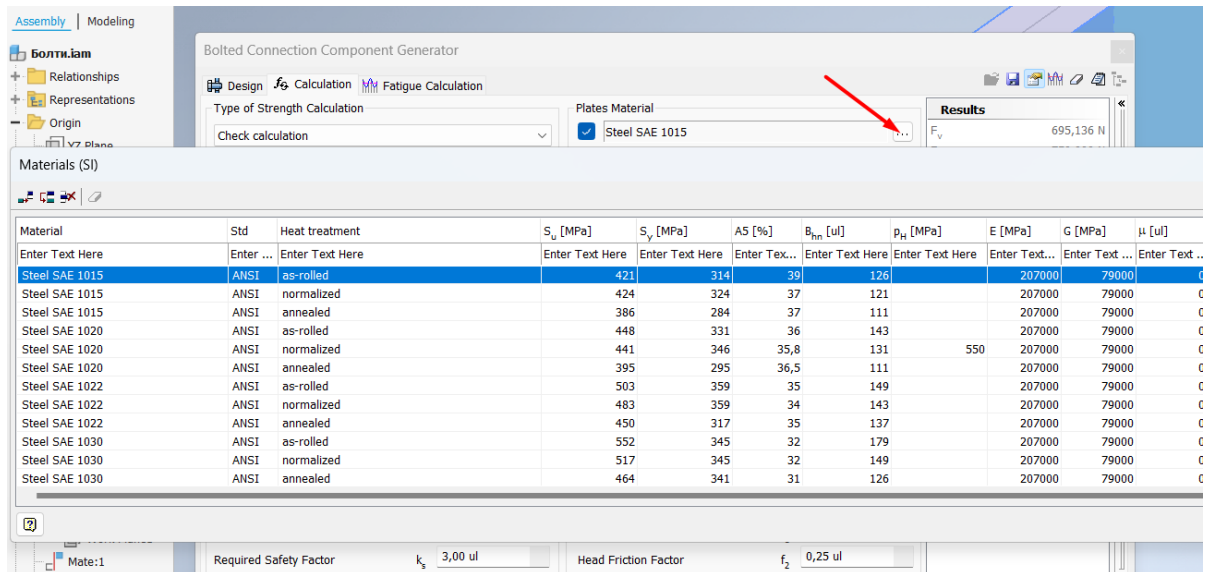 Assembly | Modeling
Болти.iam
Relationships
Representations
Origin
YZ Plane
Bolted Connection Component Generator
Design Calculation Fatigue Calculation
Type of Strength Calculation
Check calculation
Plates Material
Steel SAE 1015 ...
Results
Fv 695,136 N
Materials (SI)
Material Std Heat treatment Su [MPa] Sy [MPa] A5 [%] Bhn [ul] pH [MPa] E [MPa] G [MPa] μ [ul]
Enter Text Here Enter ... Enter Text Here Enter Text Here Enter Text Here Enter Tex... Enter Text Here Enter Text Here Enter Text... Enter Text ... Enter Text ..
Steel SAE 1015 ANSI as-rolled 421 314 39 126 207000 79000
Steel SAE 1015 ANSI normalized 424 324 37 121 207000 79000
Steel SAE 1015 ANSI annealed 386 284 37 111 207000 79000
Steel SAE 1020 ANSI as-rolled 448 331 36 143 207000 79000
Steel SAE 1020 ANSI normalized 441 346 35,8 131 550 207000 79000
Steel SAE 1020 ANSI annealed 395 295 36,5 111 207000 79000
Steel SAE 1022 ANSI as-rolled 503 359 35 149 207000 79000
Steel SAE 1022 ANSI normalized 483 359 34 143 207000 79000
Steel SAE 1022 ANSI annealed 450 317 35 137 207000 79000
Steel SAE 1030 ANSI as-rolled 552 345 32 179 207000 79000
Steel SAE 1030 ANSI normalized 517 345 32 149 207000 79000
Steel SAE 1030 ANSI annealed 464 341 31 126 207000 79000
Mate:1
Required Safety Factor ks 3,00 ul
Head Friction Factor f2 0,25 ul